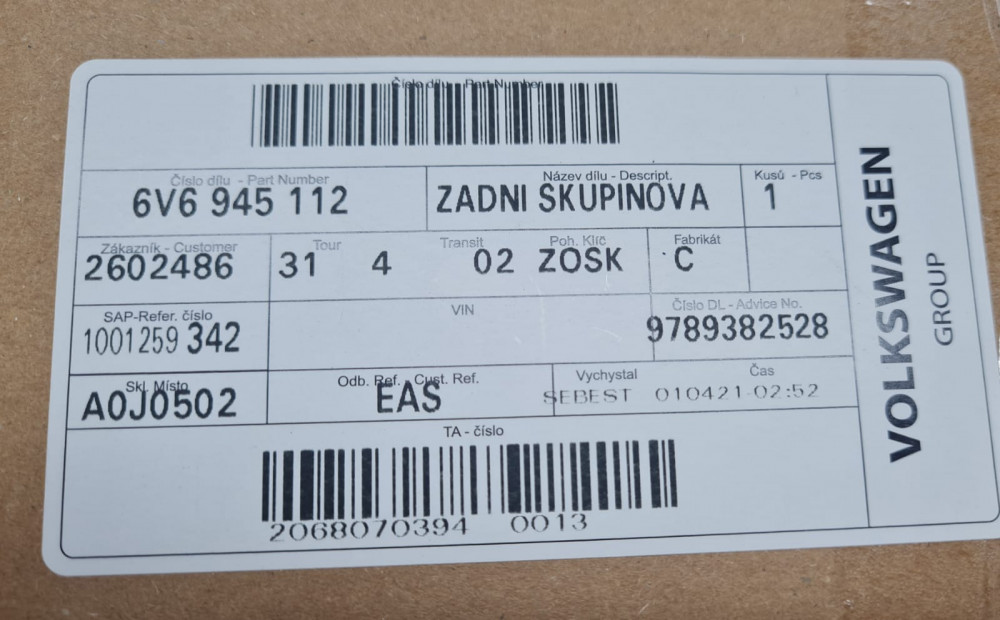 Číslo dílu - Part Number
Číslo dílu - Part Number
6V6 945 112
Název dílu - Descript.
ZADNI SKUPINOVA
Kusů - Pcs
1
Zákazník - Customer
2602486
Tour
31 4
Transit
02
Poh. Klíč
ZOSK
Fabrikát
C
SAP-Refer. číslo
1001259 342
VIN
Číslo DL - Advice No.
9789382528
Skl. Místo
A0J0502
Odb. Ref. - Cust. Ref.
EAS
Vychystal
SEBEST
Čas
010421-02:52
TA - číslo
2068070394 0013
VOLKSWAGEN
GROUP